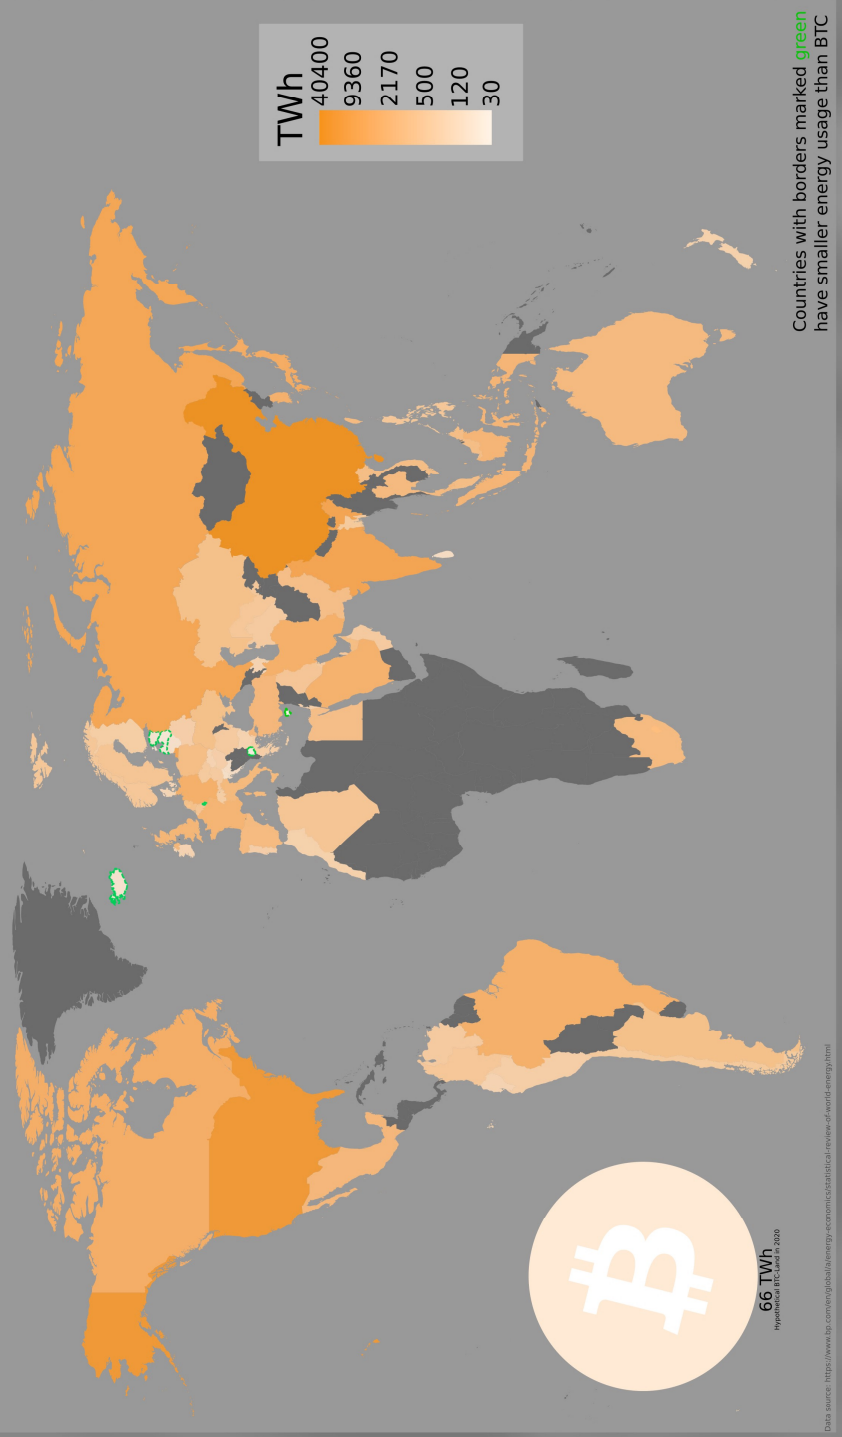 TWh
40400
9360
2170
500
120
30
Countries with borders marked green
have smaller energy usage than BTC
66 TWh
Hypothetical BTC-Land in 2020
Data source: https://www.bp.com/en/global/a/energy-economics/statistical-review-of-world-energy.html